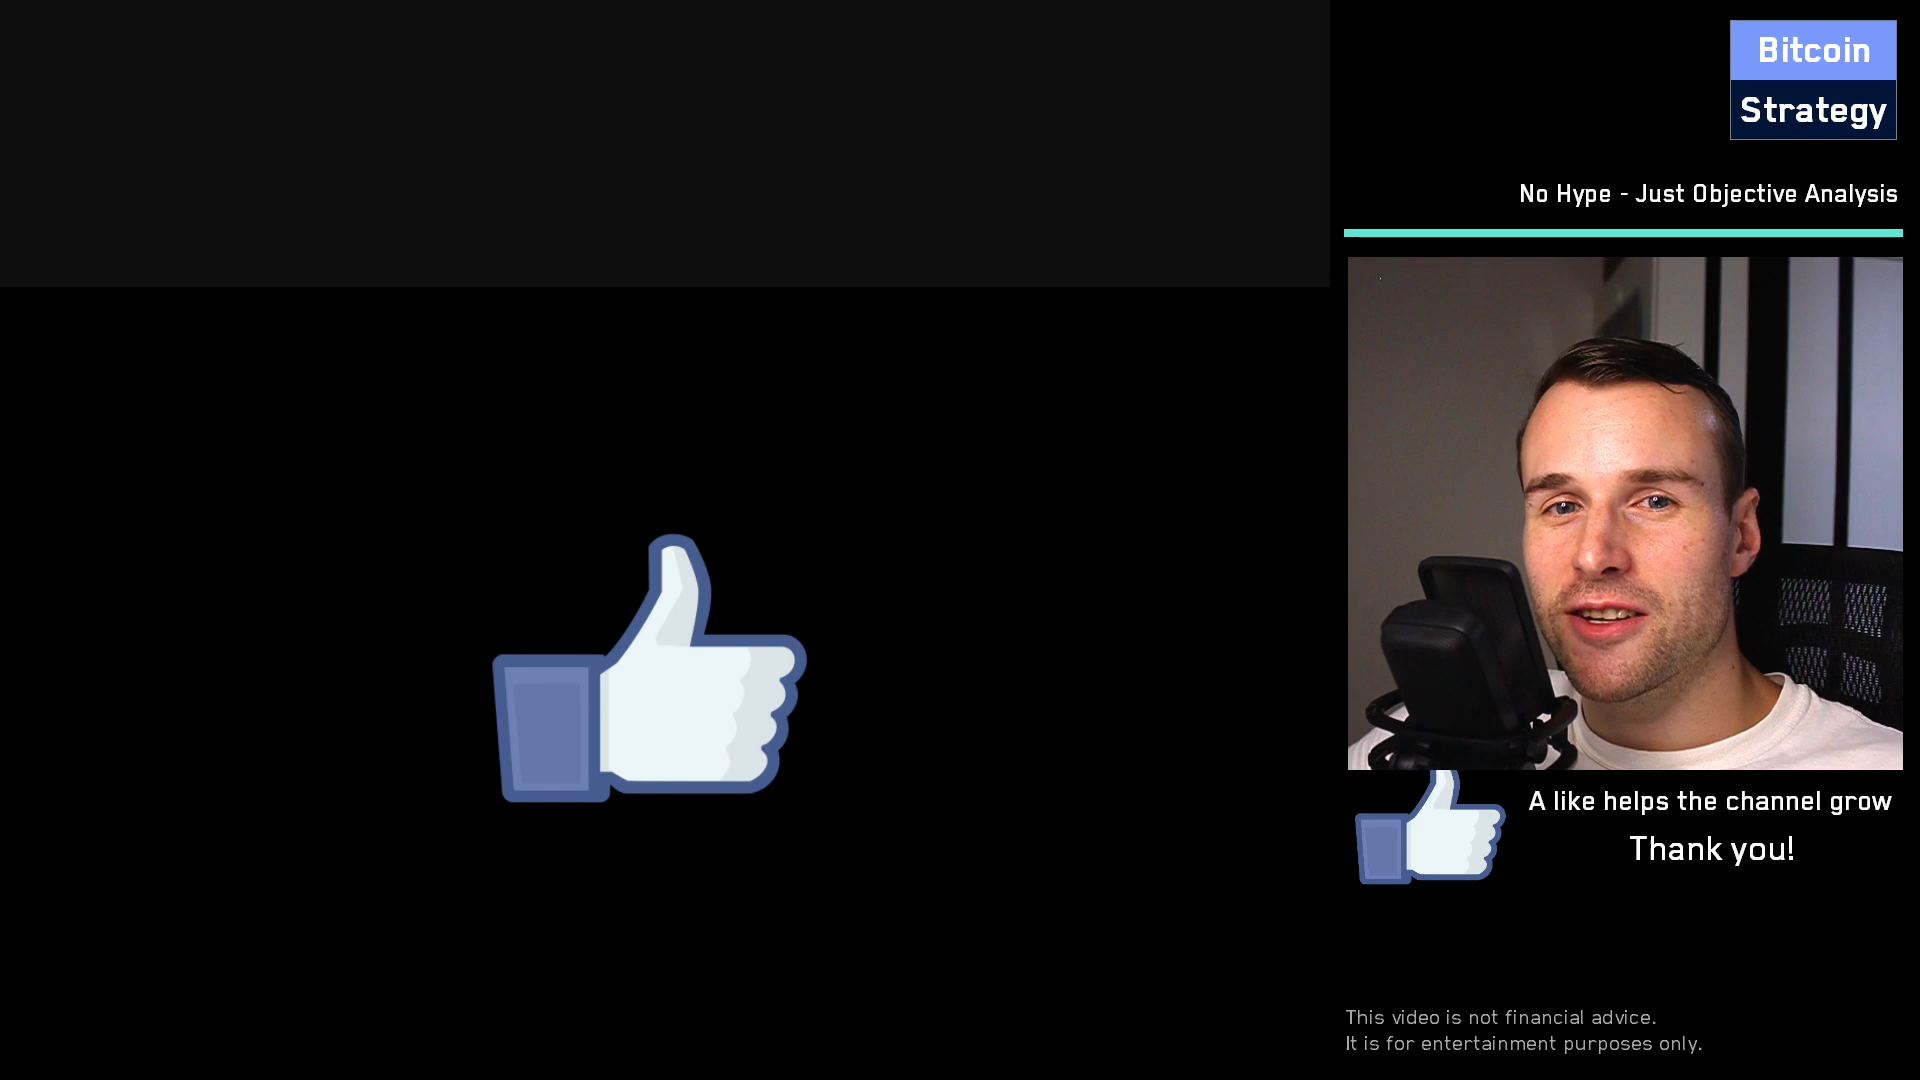 Bitcoin
Strategy
No Hype - Just Objective Analysis
A like helps the channel grow
Thank you!
This video is not financial advice.
It is for entertainment purposes only.